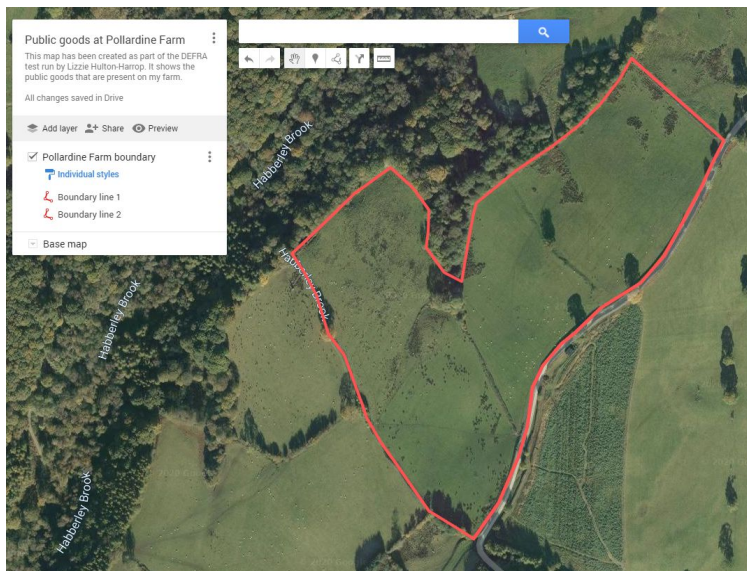 Public goods at Pollardine Farm
This map has been created as part of the DEFRA
test run by Lizzie Hulton-Harrop. It shows the
public goods that are present on my farm.
All changes saved in Drive
Add layer
Share
Preview
Pollardine Farm boundary
Individual styles
Boundary line 1
Boundary line 2
Base map
Habberley Brook
Habberley Brook
Habberley Brook
Habberley Brook